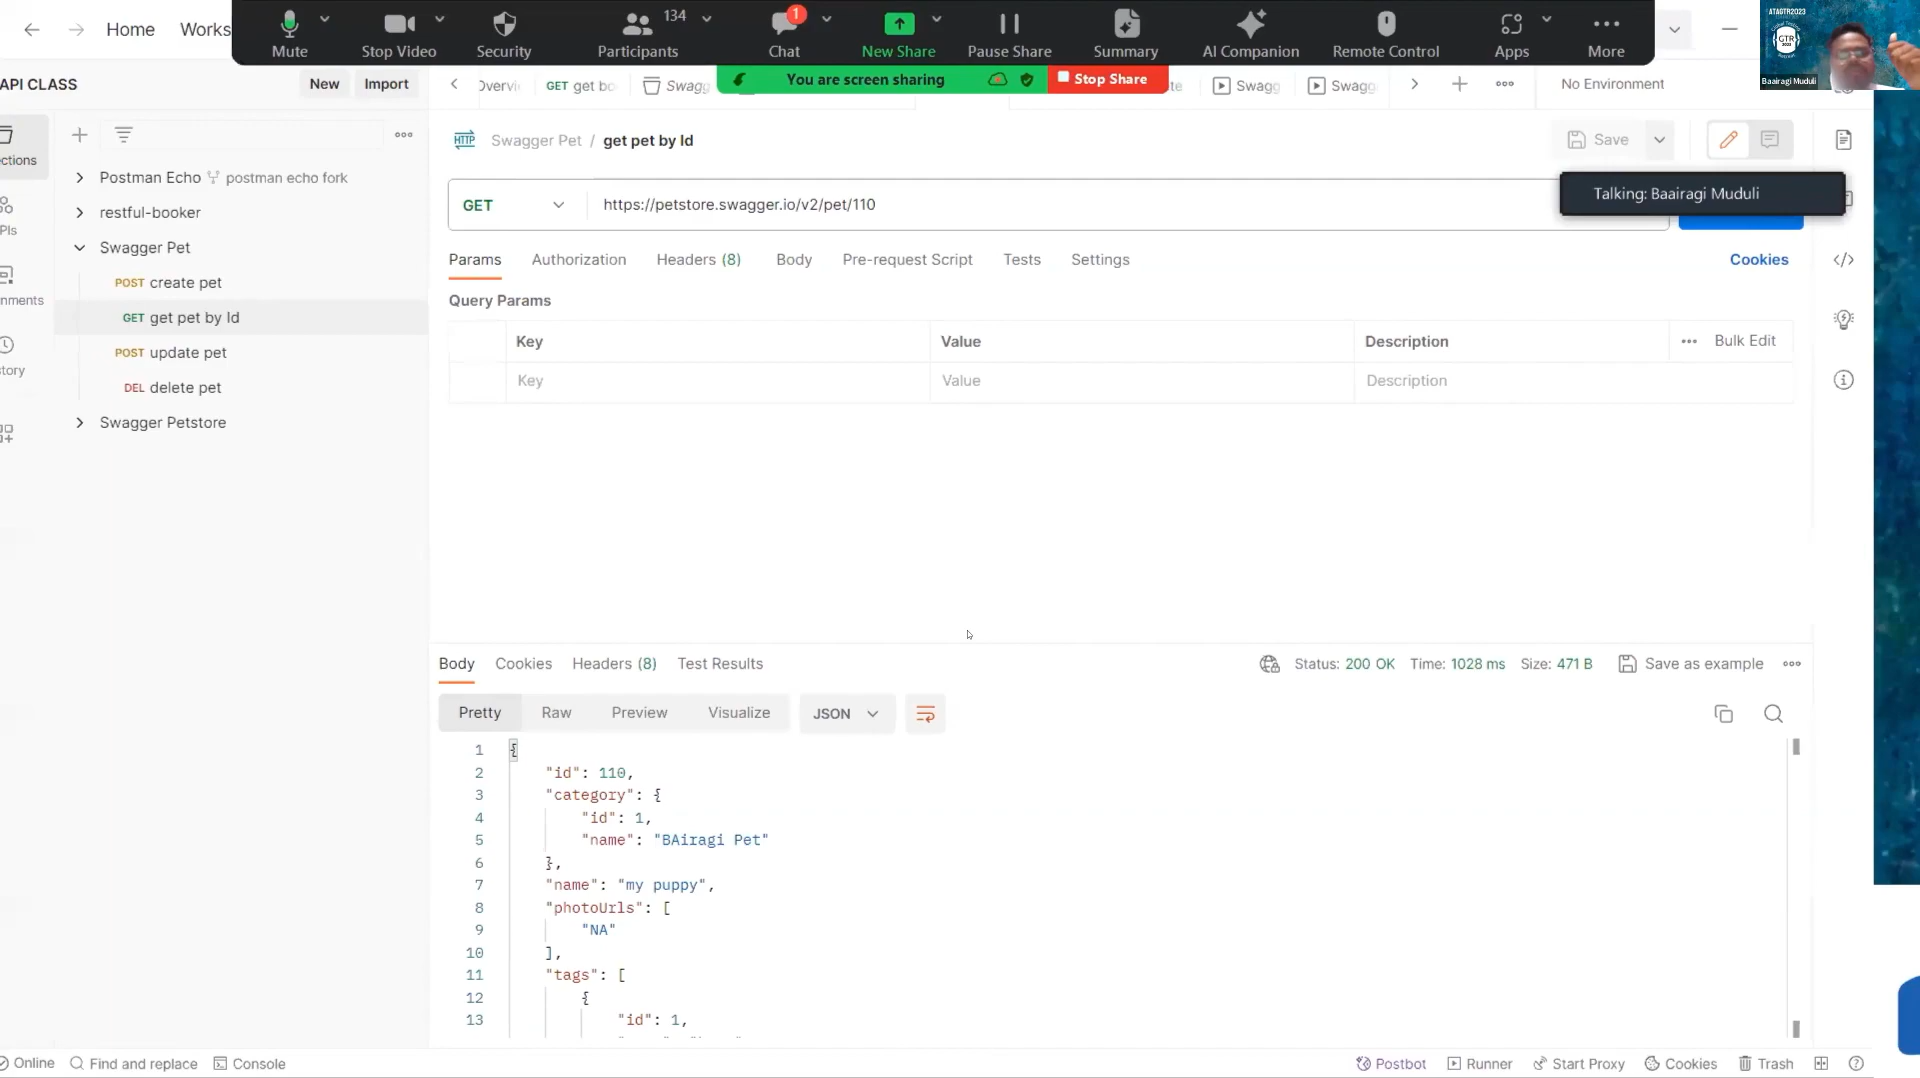 Home
Works
Mute
Stop Video
Security
Participants
134
Chat
1
New Share
Pause Share
Summary
AI Companion
Remote Control
Apps
More
You are screen sharing
Stop Share
ATAGTR2023
GTR
Baairagi Muduli
API CLASS
New
Import
GET get bo
Swagg
Swagg
Swagg
No Environment
HTTP
Swagger Pet / get pet by Id
Save
Talking: Baairagi Muduli
GET
https://petstore.swagger.io/v2/pet/110
Postman Echo
postman echo fork
restful-booker
Swagger Pet
POST create pet
GET get pet by Id
POST update pet
DEL delete pet
Swagger Petstore
ctions
PIs
nments
tory
Params
Authorization
Headers (8)
Body
Pre-request Script
Tests
Settings
Cookies
Query Params
Key
Value
Description
Bulk Edit
Key
Value
Description
Body
Cookies
Headers (8)
Test Results
Status: 200 OK
Time: 1028 ms
Size: 471 B
Save as example
Pretty
Raw
Preview
Visualize
JSON
1 {
2 "id": 110,
3 "category": {
4 "id": 1,
5 "name": "BAiragi Pet"
6 },
7 "name": "my puppy",
8 "photoUrls": [
9 "NA"
10 ],
11 "tags": [
12 {
13 "id": 1,
Online
Find and replace
Console
Postbot
Runner
Start Proxy
Cookies
Trash